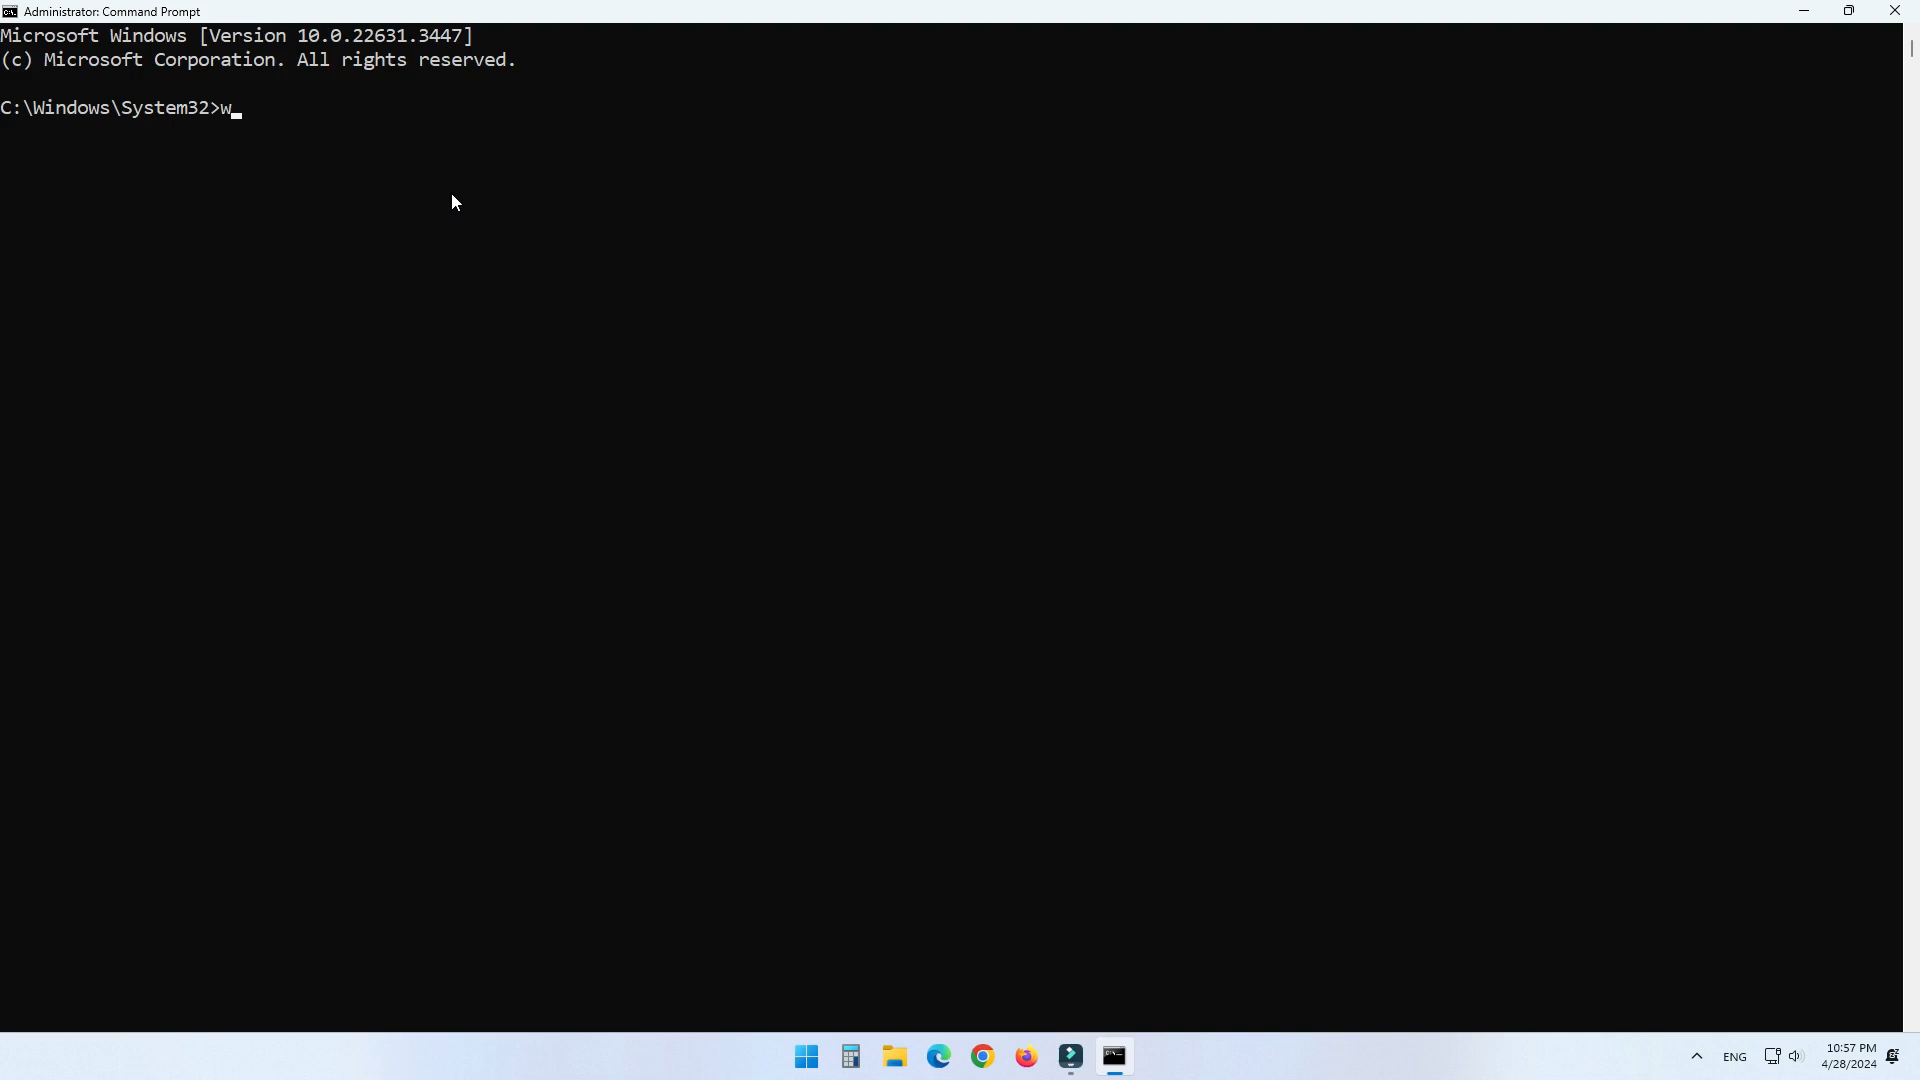 Administrator: Command Prompt
Microsoft Windows [Version 10.0.22631.3447]
(c) Microsoft Corporation. All rights reserved.
C:\Windows\System32>w
ENG
10:57 PM
4/28/2024